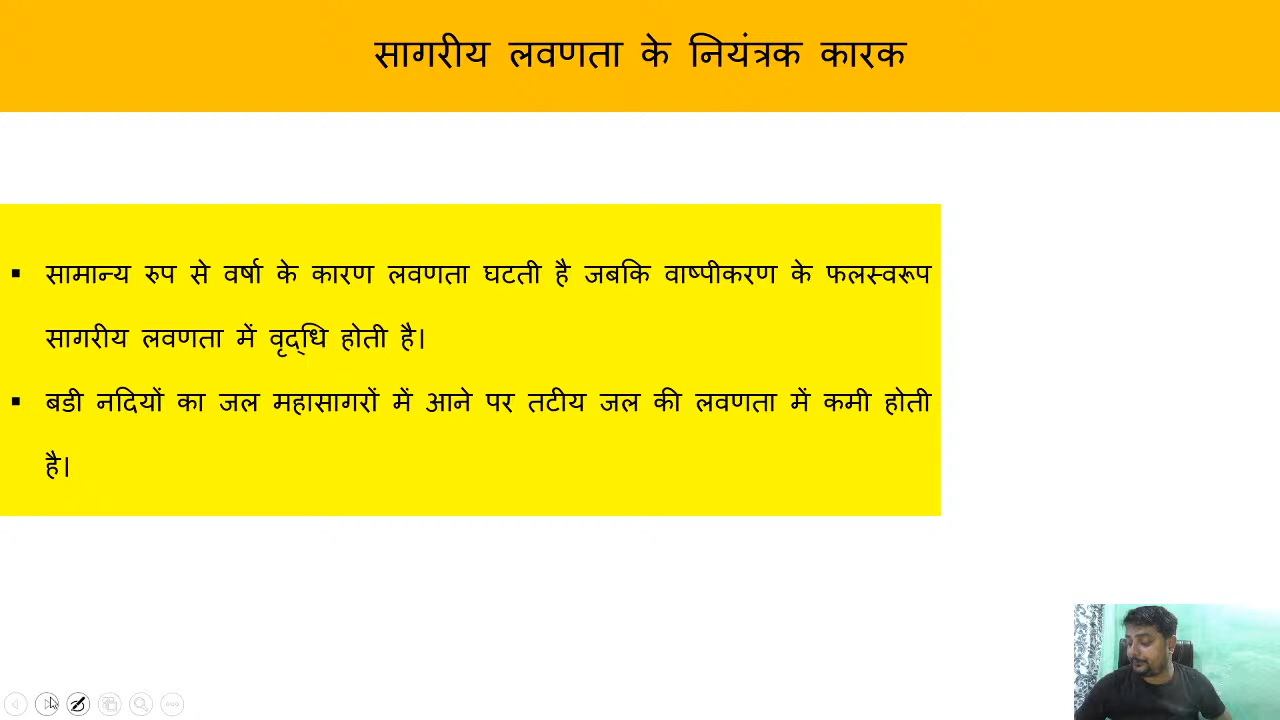 सागरीय लवणता के नियंत्रक कारक
▪ सामान्य रुप से वर्षा के कारण लवणता घटती है जबकि वाष्पीकरण के फलस्वरूप
सागरीय लवणता में वृद्धि होती है।
▪ बडी नदियों का जल महासागरों में आने पर तटीय जल की लवणता में कमी होती
है।